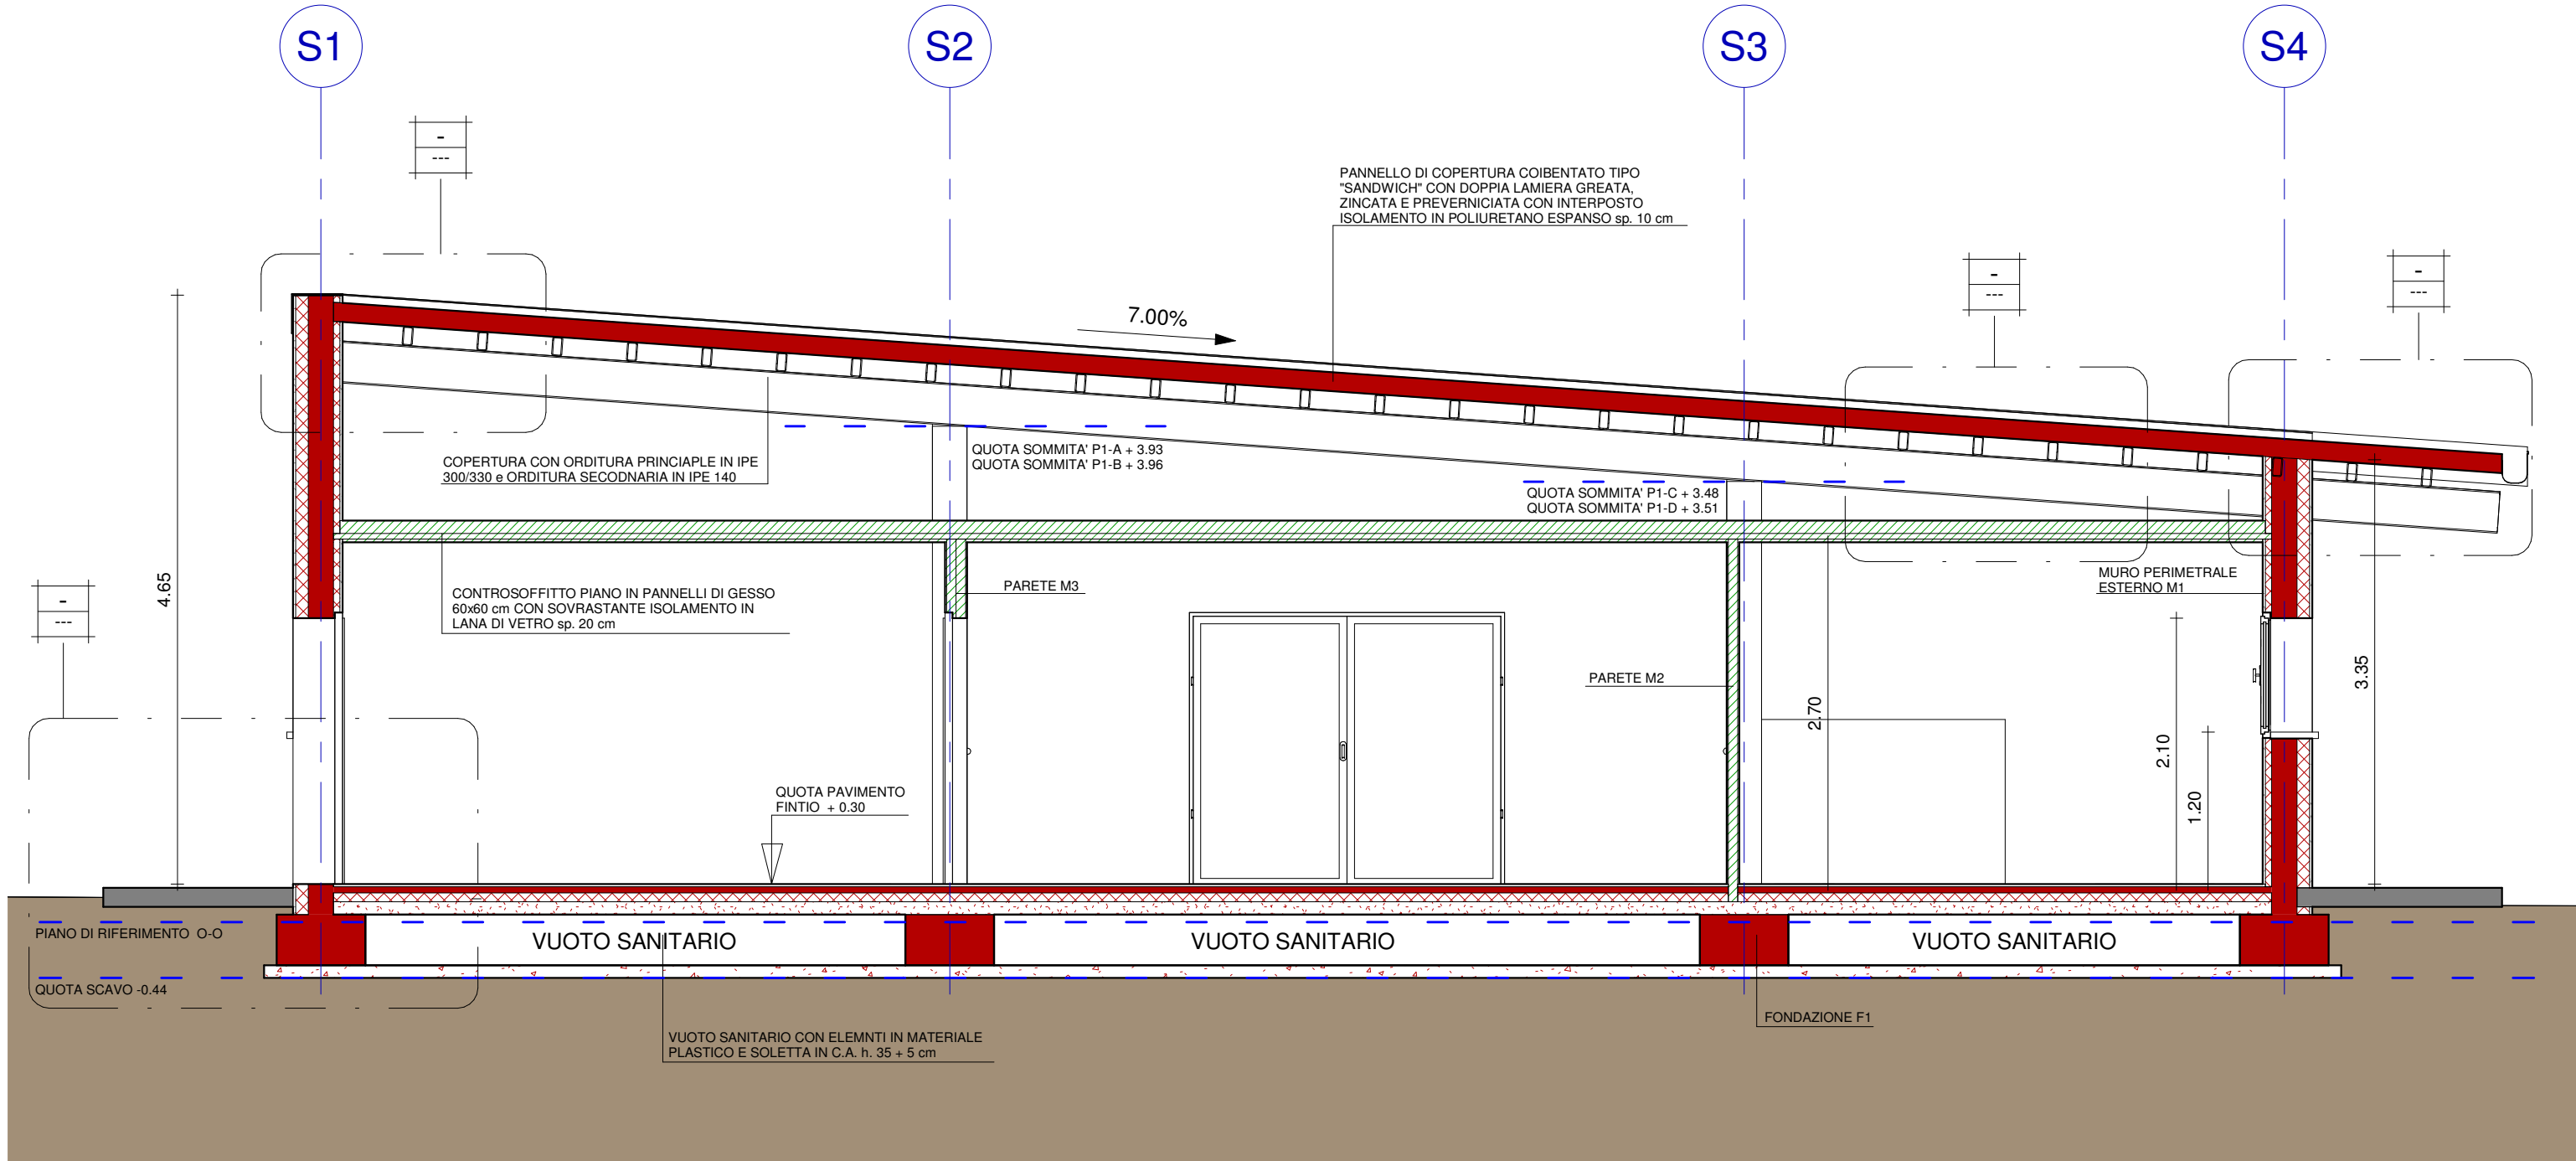 S1
S2
S3
S4
-
---
PANNELLO DI COPERTURA COIBENTATO TIPO
"SANDWICH" CON DOPPIA LAMIERA GREATA,
ZINCATA E PREVERNICIATA CON INTERPOSTO
ISOLAMENTO IN POLIURETANO ESPANSO sp. 10 cm
-
---
-
---
7.00%
COPERTURA CON ORDITURA PRINCIAPLE IN IPE
300/330 e ORDITURA SECODNARIA IN IPE 140
QUOTA SOMMITA' P1-A + 3.93
QUOTA SOMMITA' P1-B + 3.96
QUOTA SOMMITA' P1-C + 3.48
QUOTA SOMMITA' P1-D + 3.51
4.65
CONTROSOFFITTO PIANO IN PANNELLI DI GESSO
60x60 cm CON SOVRASTANTE ISOLAMENTO IN
LANA DI VETRO sp. 20 cm
PARETE M3
MURO PERIMETRALE
ESTERNO M1
-
---
PARETE M2
2.70
2.10
1.20
3.35
QUOTA PAVIMENTO
FINTIO + 0.30
PIANO DI RIFERIMENTO O-O
VUOTO SANITARIO
VUOTO SANITARIO
VUOTO SANITARIO
QUOTA SCAVO -0.44
FONDAZIONE F1
VUOTO SANITARIO CON ELEMNTI IN MATERIALE
PLASTICO E SOLETTA IN C.A. h. 35 + 5 cm